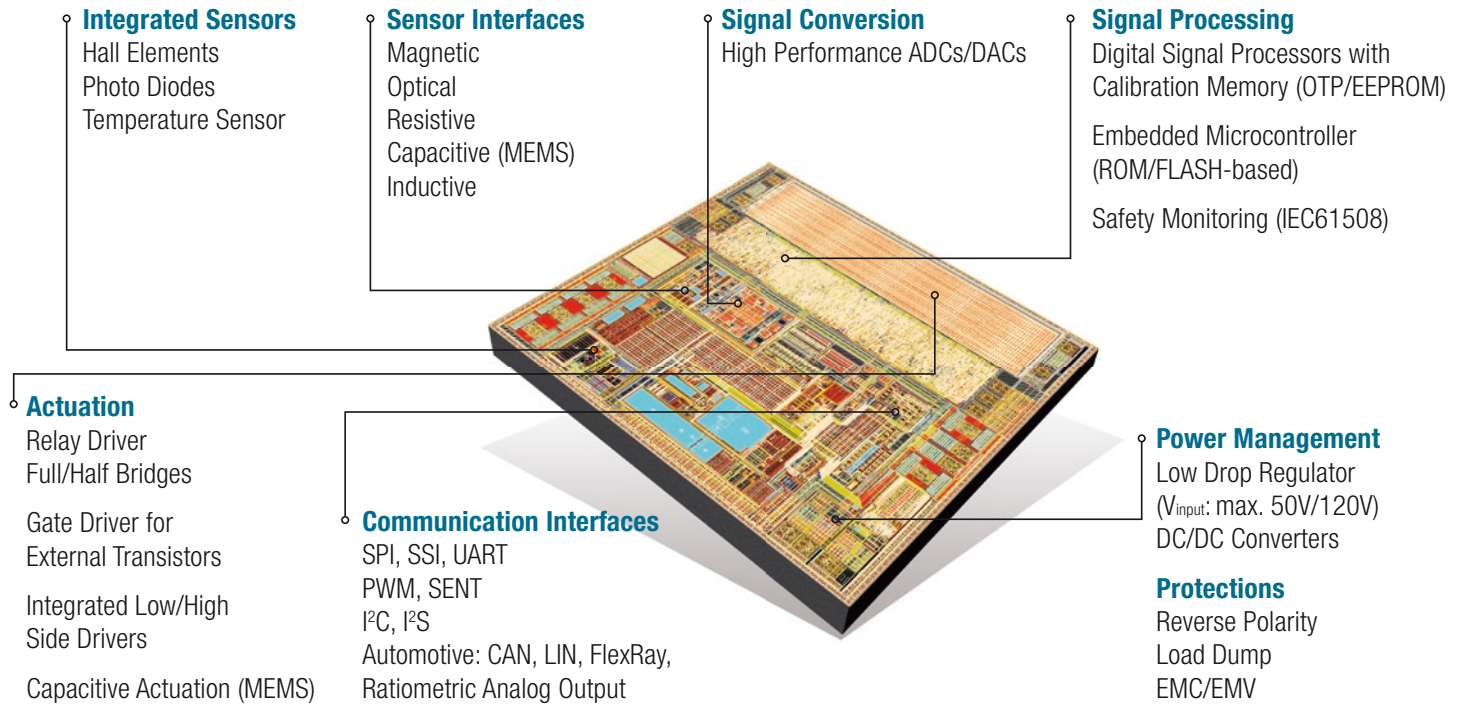 Integrated Sensors
Hall Elements
Photo Diodes
Temperature Sensor
Sensor Interfaces
Magnetic
Optical
Resistive
Capacitive (MEMS)
Inductive
Signal Conversion
High Performance ADCs/DACs
Signal Processing
Digital Signal Processors with
Calibration Memory (OTP/EEPROM)
Embedded Microcontroller
(ROM/FLASH-based)
Safety Monitoring (IEC61508)
Actuation
Relay Driver
Full/Half Bridges
Gate Driver for
External Transistors
Integrated Low/High
Side Drivers
Capacitive Actuation (MEMS)
Communication Interfaces
SPI, SSI, UART
PWM, SENT
I²C, I²S
Automotive: CAN, LIN, FlexRay,
Ratiometric Analog Output
Power Management
Low Drop Regulator
(Vinput: max. 50V/120V)
DC/DC Converters
Protections
Reverse Polarity
Load Dump
EMC/EMV